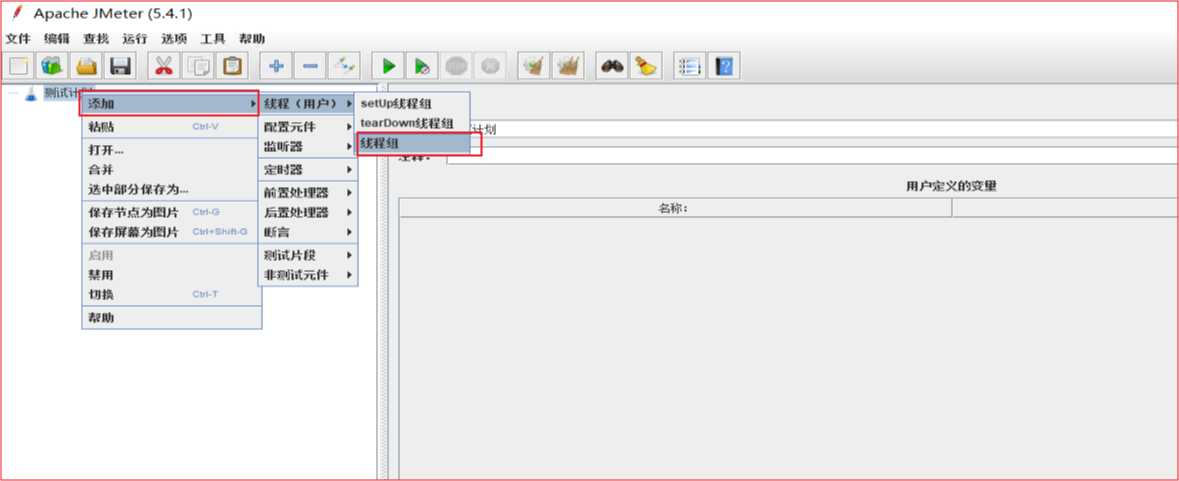 Apache JMeter (5.4.1)
文件 编辑 查找 运行 选项 工具 帮助
测试计划
添加
粘贴 Ctrl-V
打开...
合并
选中部分保存为...
保存节点为图片 Ctrl-G
保存屏幕为图片 Ctrl+Shift-G
启用
禁用
切换 Ctrl-T
帮助
线程（用户）
配置元件
监听器
定时器
前置处理器
后置处理器
断言
测试片段
非测试元件
setUp线程组
tearDown线程组
线程组
计划
注释：
用户定义的变量
名称：